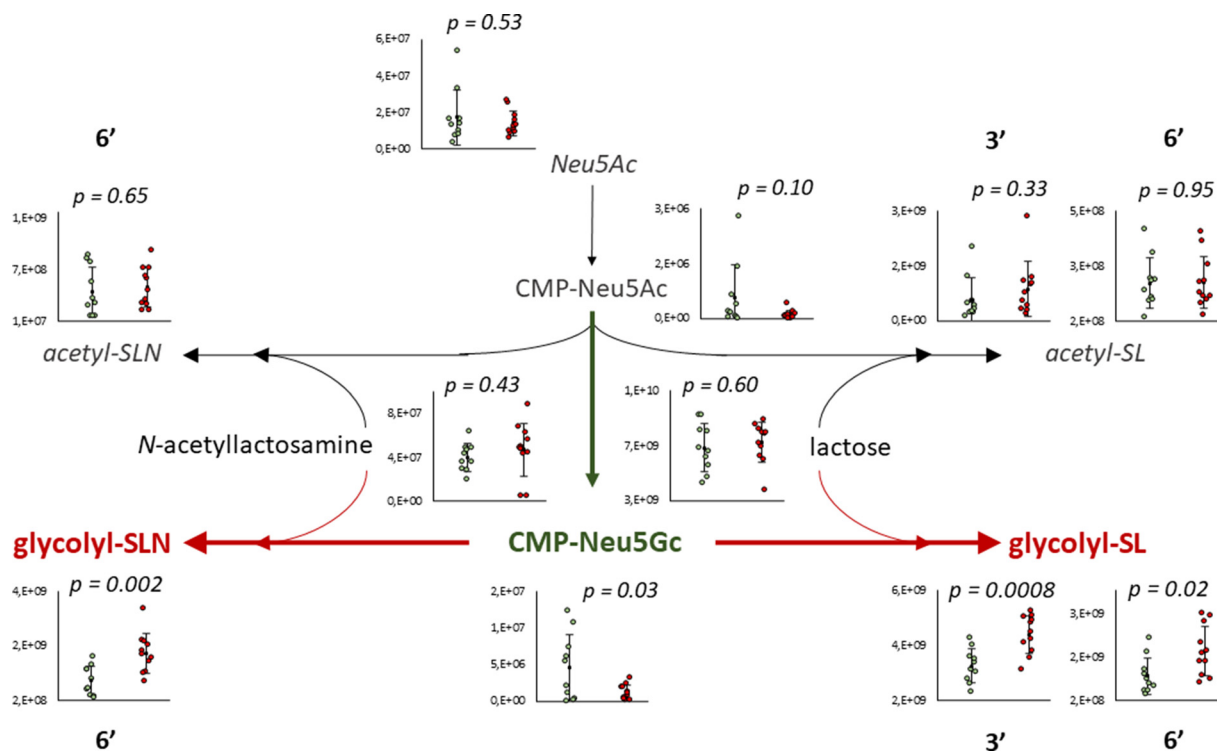 p = 0.53
6,E+07
4,E+07
2,E+07
0,E+00
Neu5Ac
6’
p = 0.65
1,E+09
7,E+08
1,E+07
acetyl-SLN
p = 0.10
3,E+06
2,E+06
0,E+00
CMP-Neu5Ac
3’
6’
p = 0.33
3,E+09
2,E+09
0,E+00
p = 0.95
5,E+08
3,E+08
2,E+08
acetyl-SL
p = 0.43
8,E+07
4,E+07
0,E+00
p = 0.60
1,E+10
7,E+09
3,E+09
N-acetyllactosamine
lactose
glycolyl-SLN
CMP-Neu5Gc
glycolyl-SL
p = 0.002
4,E+09
2,E+09
2,E+08
6’
p = 0.03
2,E+07
1,E+07
5,E+06
0,E+00
p = 0.0008
6,E+09
4,E+09
2,E+09
3’
p = 0.02
3,E+09
2,E+09
2,E+08
6’